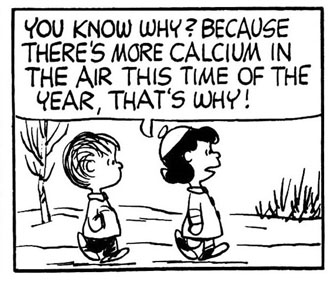 YOU KNOW WHY? BECAUSE
THERE'S MORE CALCIUM IN
THE AIR THIS TIME OF THE
YEAR, THAT'S WHY!